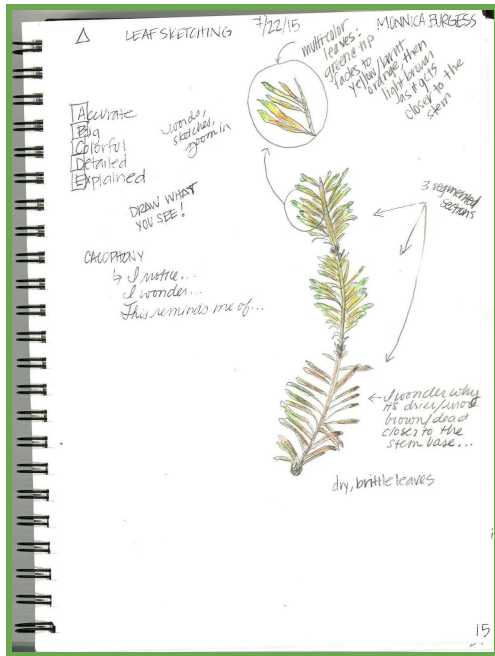 LEAF SKETCHING
7/22/15
MONNICA BURGESS
multicolor
leaves:
green tip
fades to
yellow/burnt
orange, then
light brown
as it gets
closer to the
stem
Accurate
Big
Colorful
Detailed
Explained
words,
sketches,
zoom in
DRAW WHAT
YOU SEE!
3 segmented
sections
CACOPHONY
↳ I notice...
I wonder...
This reminds me of...
← I wonder why
it's drier/more
brown/dead
closer to the
stem base...
dry, brittle leaves
15